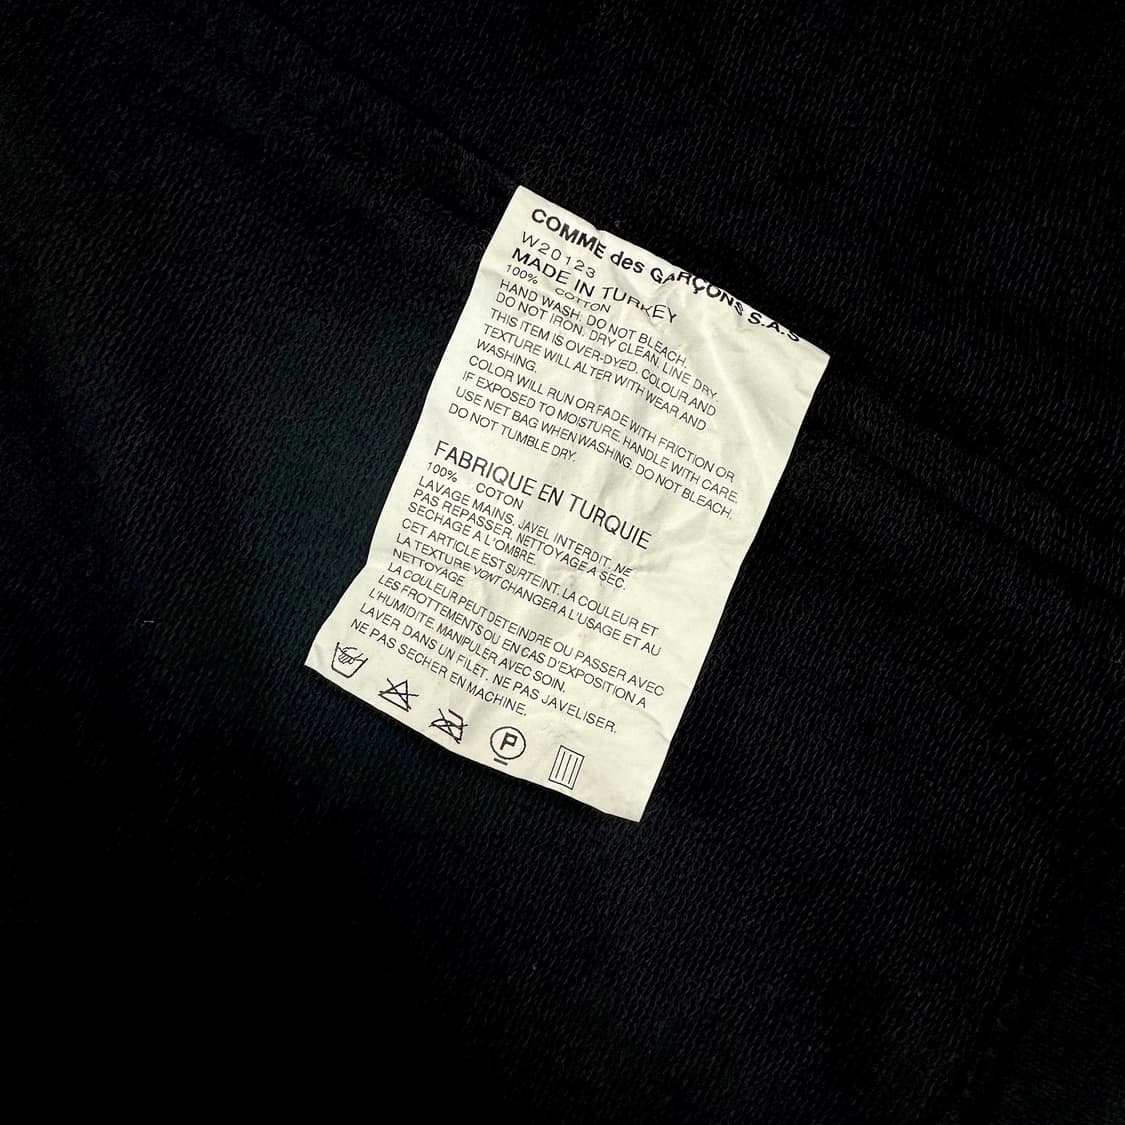 COMME des GARÇONS S.A.S
W20123
MADE IN TURKEY
100% COTTON
HAND WASH, DO NOT BLEACH,
DO NOT IRON. DRY CLEAN, LINE DRY.
THIS ITEM IS OVER-DYED, COLOUR AND
TEXTURE WILL ALTER WITH WEAR AND
WASHING.
COLOR WILL RUN OR FADE WITH FRICTION OR
IF EXPOSED TO MOISTURE. HANDLE WITH CARE.
USE NET BAG WHEN WASHING. DO NOT BLEACH.
DO NOT TUMBLE DRY.
FABRIQUE EN TURQUIE
100% COTON
LAVAGE MAINS, JAVEL INTERDIT, NE
PAS REPASSER, NETTOYAGE A SEC,
SECHAGE A L'OMBRE.
CET ARTICLE EST SURTEINT. LA COULEUR ET
LA TEXTURE VONT CHANGER A L'USAGE ET AU
NETTOYAGE
LA COULEUR PEUT DETEINDRE OU PASSER AVEC
LES FROTTEMENTS OU EN CAS D'EXPOSITION A
L'HUMIDITE, MANIPULER AVEC SOIN.
LAVER DANS UN FILET. NE PAS JAVELISER.
NE PAS SECHER EN MACHINE.
P